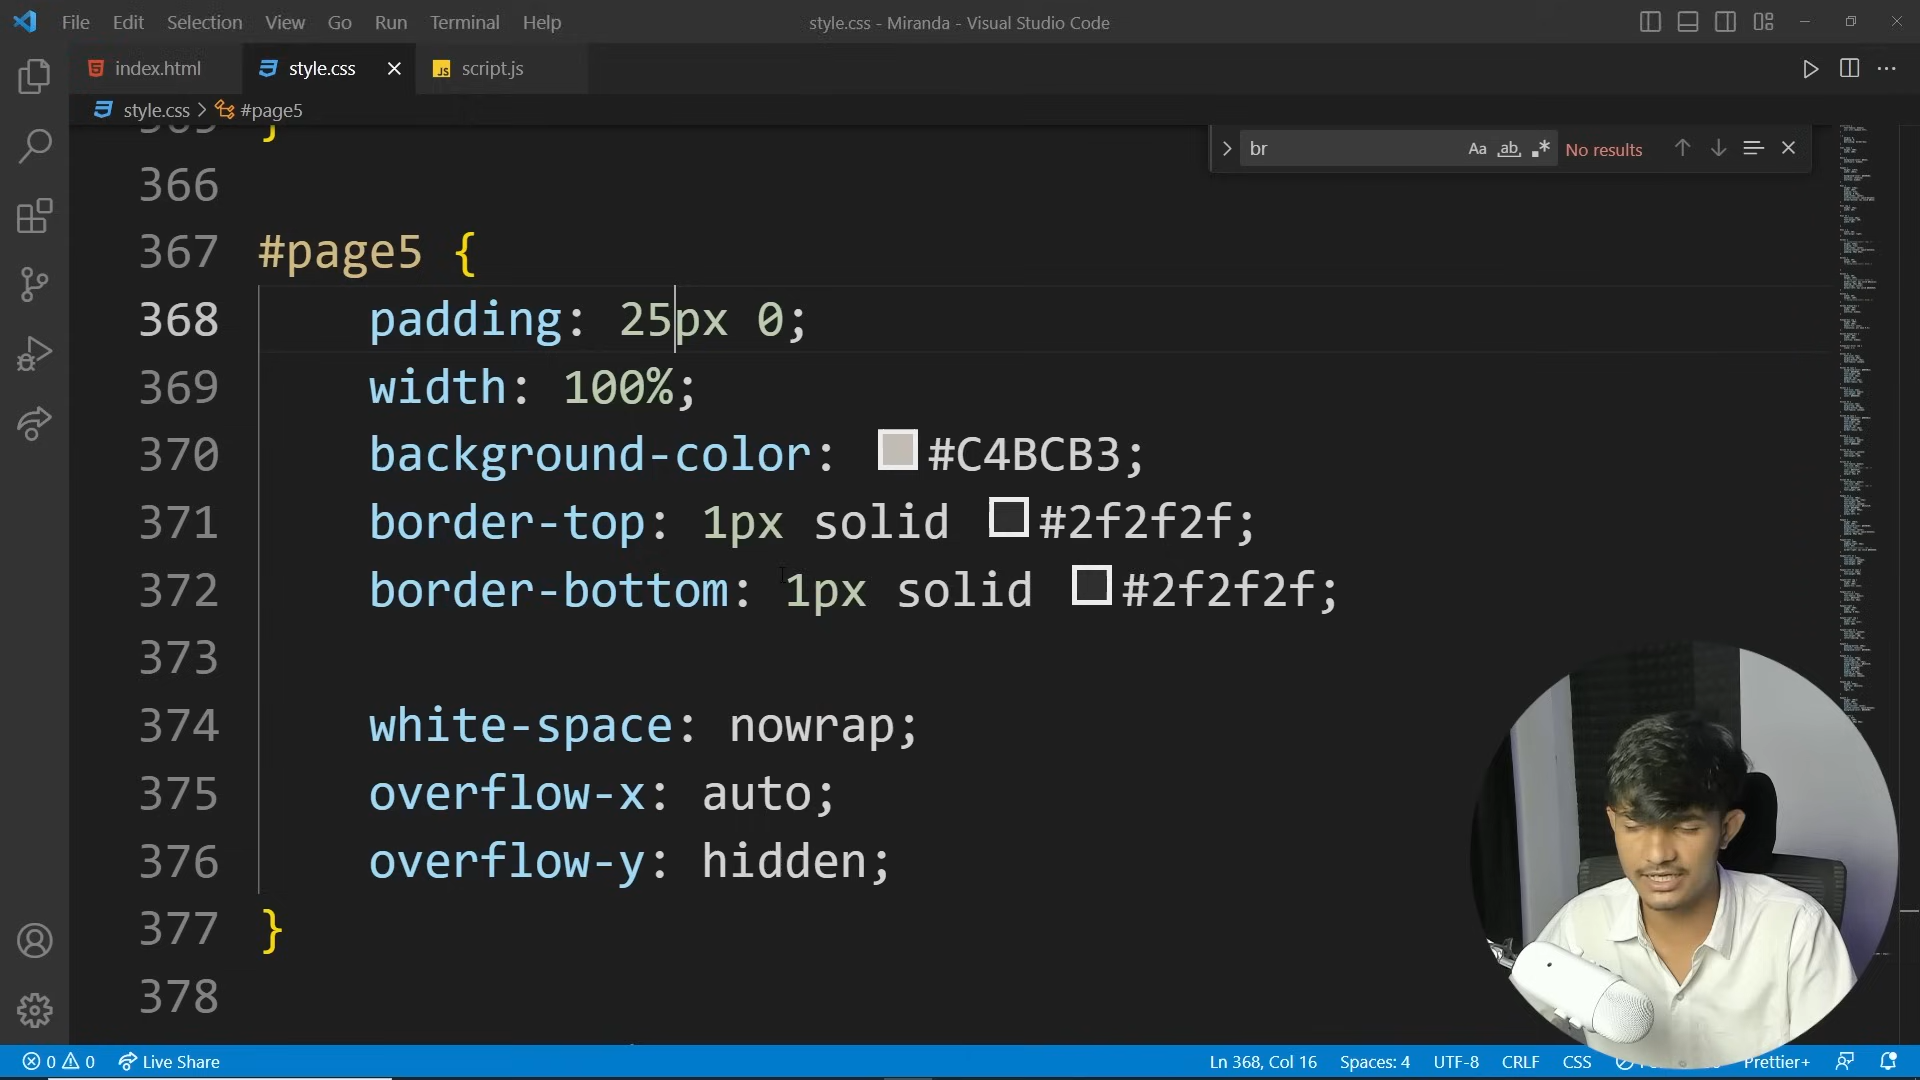 File Edit Selection View Go Run Terminal Help
style.css - Miranda - Visual Studio Code
index.html
style.css
JS script.js
style.css > #page5
br
Aa ab .* No results
}
366
367 #page5 {
368 padding: 25px 0;
369 width: 100%;
370 background-color: #C4BCB3;
371 border-top: 1px solid #2f2f2f;
372 border-bottom: 1px solid #2f2f2f;
373
374 white-space: nowrap;
375 overflow-x: auto;
376 overflow-y: hidden;
377 }
378
0 0 Live Share
Ln 368, Col 16 Spaces: 4 UTF-8 CRLF CSS Prettier+